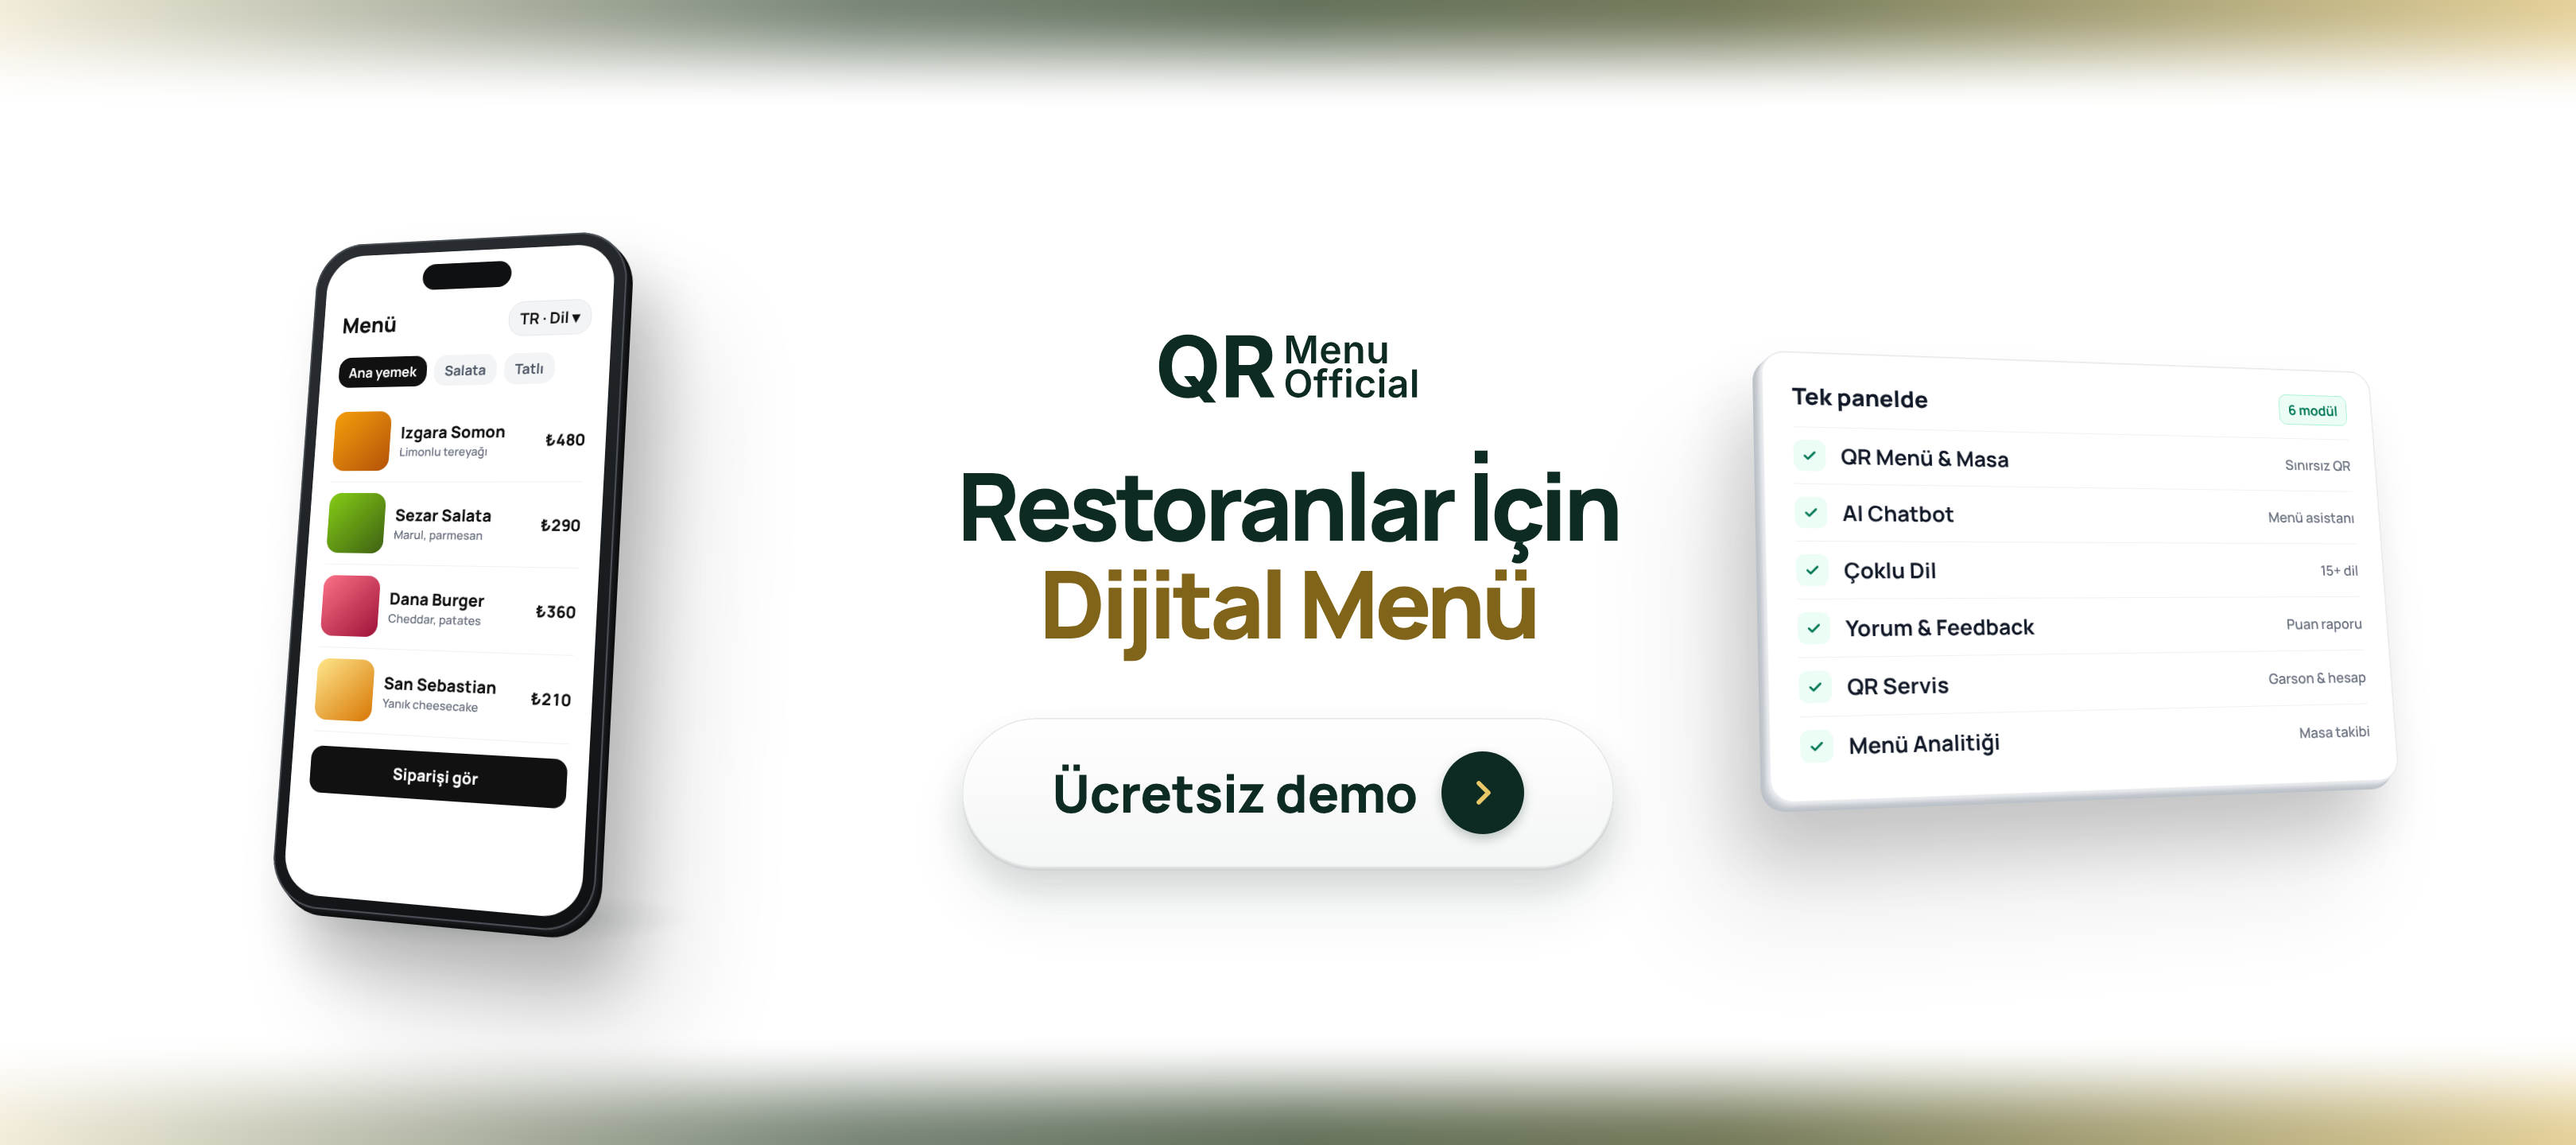 Menü
TR · Dil ▾
Ana yemek Salata Tatlı
Izgara Somon ₺480
Limonlu tereyağı
Sezar Salata ₺290
Marul, parmesan
Dana Burger ₺360
Cheddar, patates
San Sebastian ₺210
Yanık cheesecake
Siparişi gör
QR Menu
Official
Restoranlar İçin
Dijital Menü
Ücretsiz demo
Tek panelde 6 modül
QR Menü & Masa Sınırsız QR
AI Chatbot Menü asistanı
Çoklu Dil 15+ dil
Yorum & Feedback Puan raporu
QR Servis Garson & hesap
Menü Analitiği Masa takibi